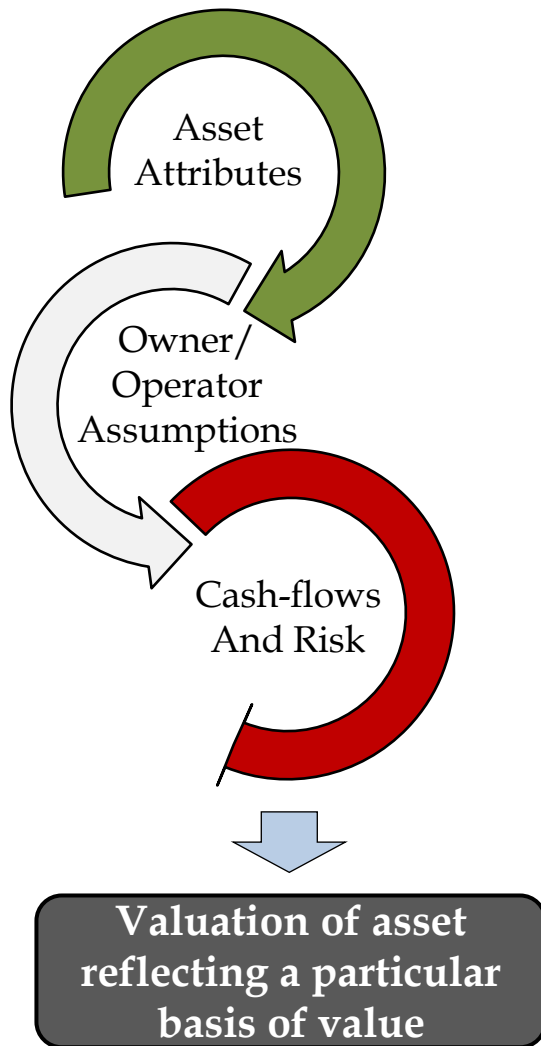 Asset
Attributes
Owner/
Operator
Assumptions
Cash-flows
And Risk
Valuation of asset
reflecting a particular
basis of value